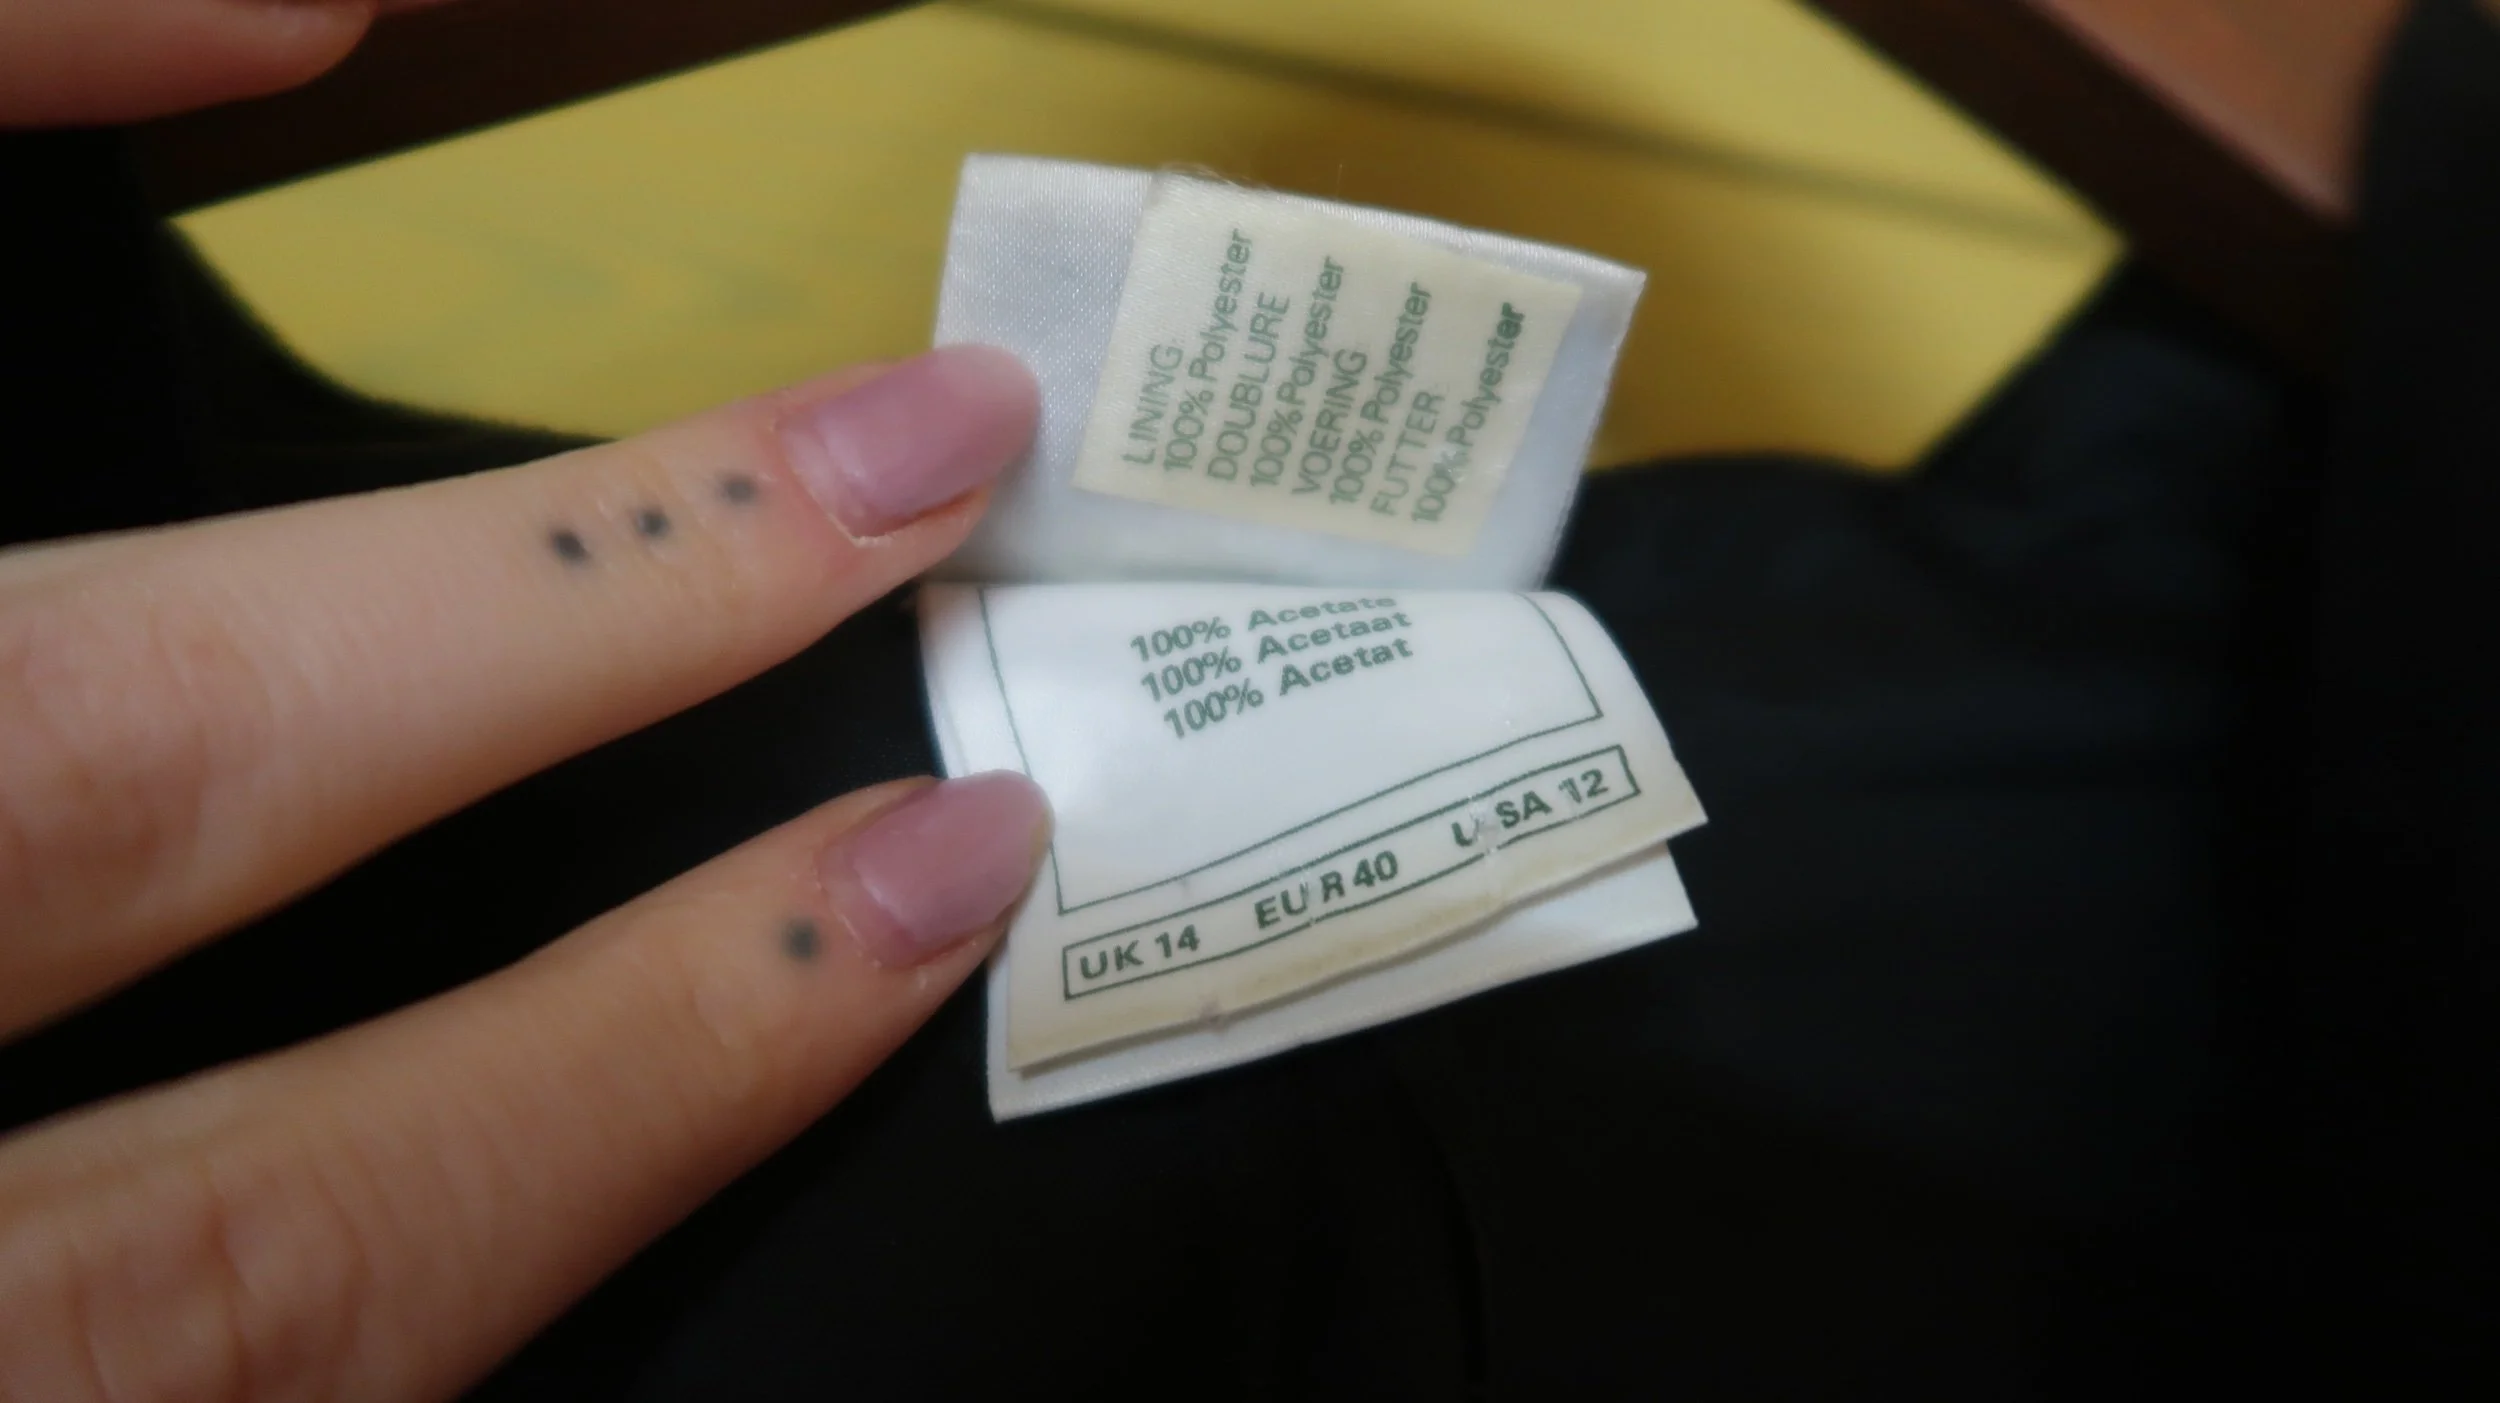 LINING
100% Polyester
DOUBLURE
100% Polyester
VOERING
100% Polyester
FUTTER
100% Polyester
100% Acetate
100% Acetaat
100% Acetat
UK 14 EUR 40 USA 12